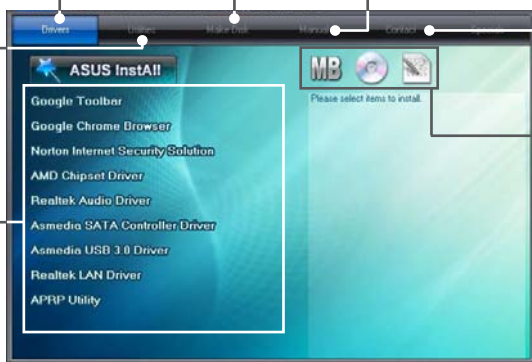 Drivers
Utilities
Make Disk
Manual
Contact
Specials
ASUS InstAll
MB
Please select items to install.
Google Toolbar
Google Chrome Browser
Norton Internet Security Solution
AMD Chipset Driver
Realtek Audio Driver
Asmedia SATA Controller Driver
Asmedia USB 3.0 Driver
Realtek LAN Driver
APRP Utility